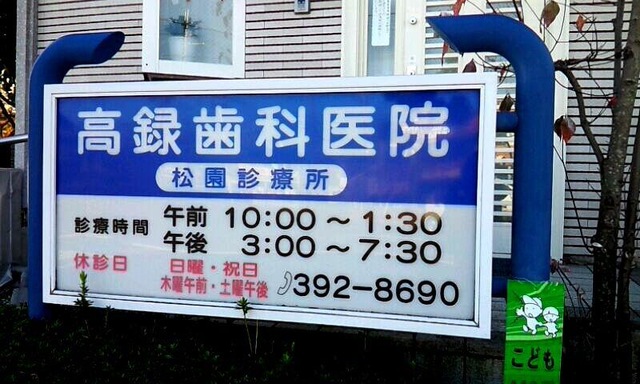 高録歯科医院
松園診療所
診療時間 午前 10:00～1:30
午後 3:00～7:30
休診日 日曜・祝日
木曜午前・土曜午後 392-8690
こども